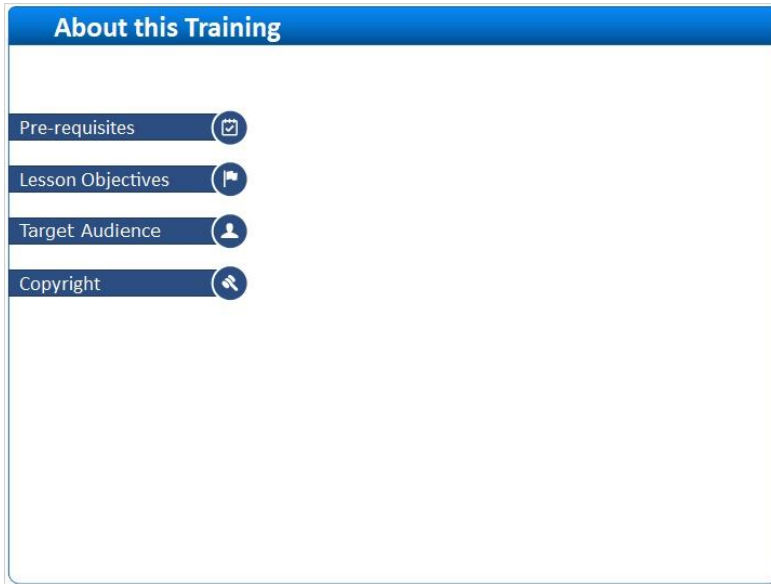 About this Training
Pre-requisites
Lesson Objectives
Target Audience
Copyright